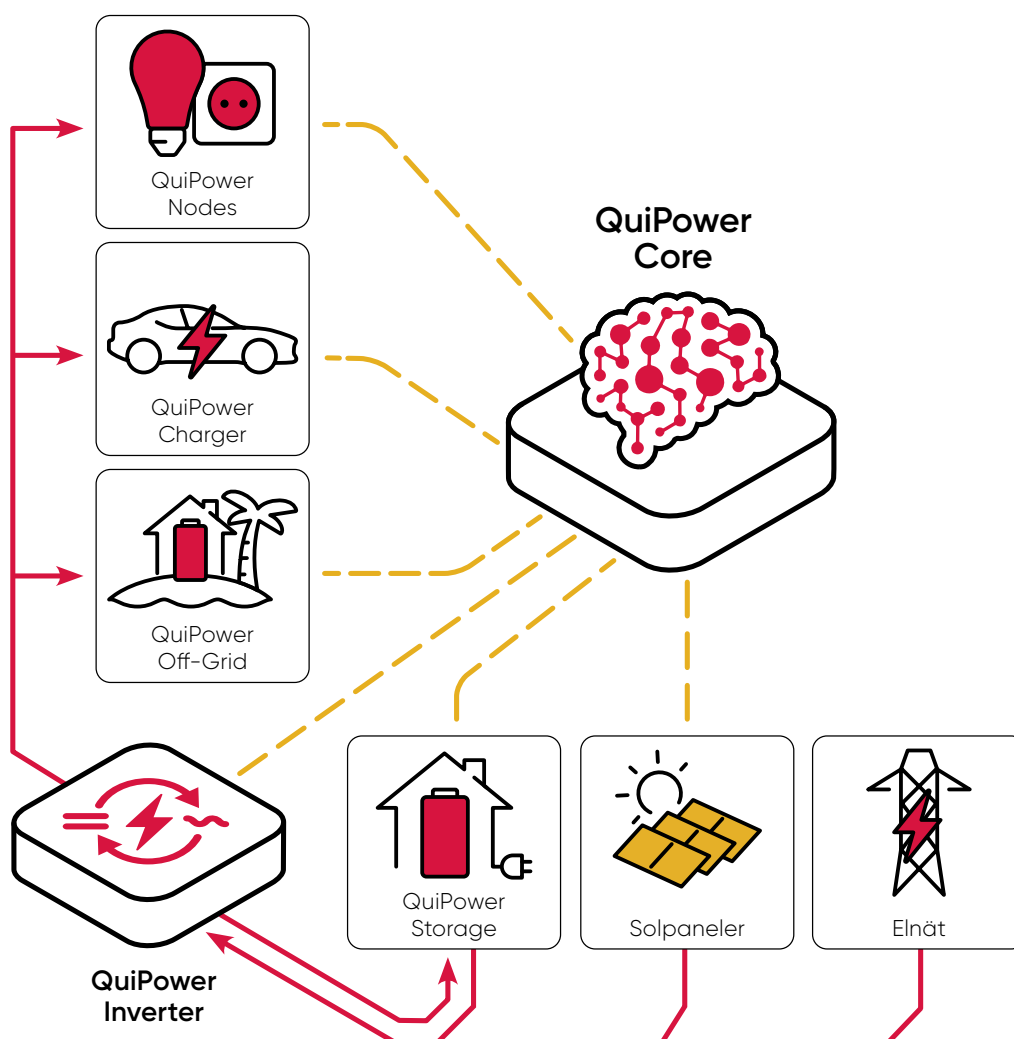 QuiPower
Nodes
QuiPower
Core
QuiPower
Charger
QuiPower
Off-Grid
QuiPower
Storage
Solpaneler
Elnät
QuiPower
Inverter